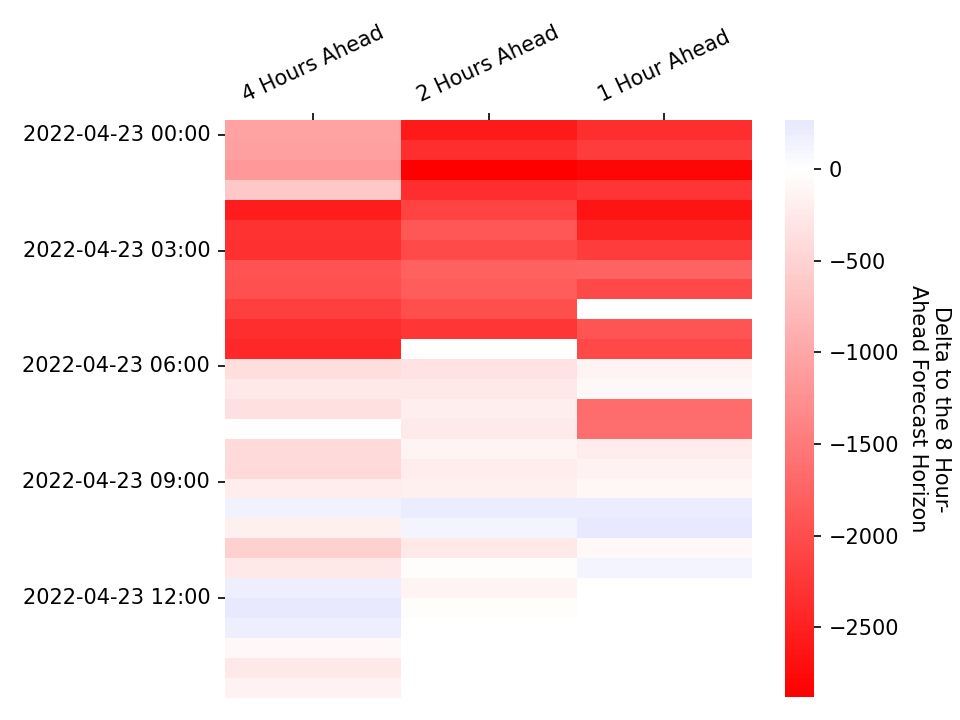 4 Hours Ahead
2 Hours Ahead
1 Hour Ahead
2022-04-23 00:00
2022-04-23 03:00
2022-04-23 06:00
2022-04-23 09:00
2022-04-23 12:00
0
−500
−1000
−1500
−2000
−2500
Delta to the 8 Hour-
Ahead Forecast Horizon